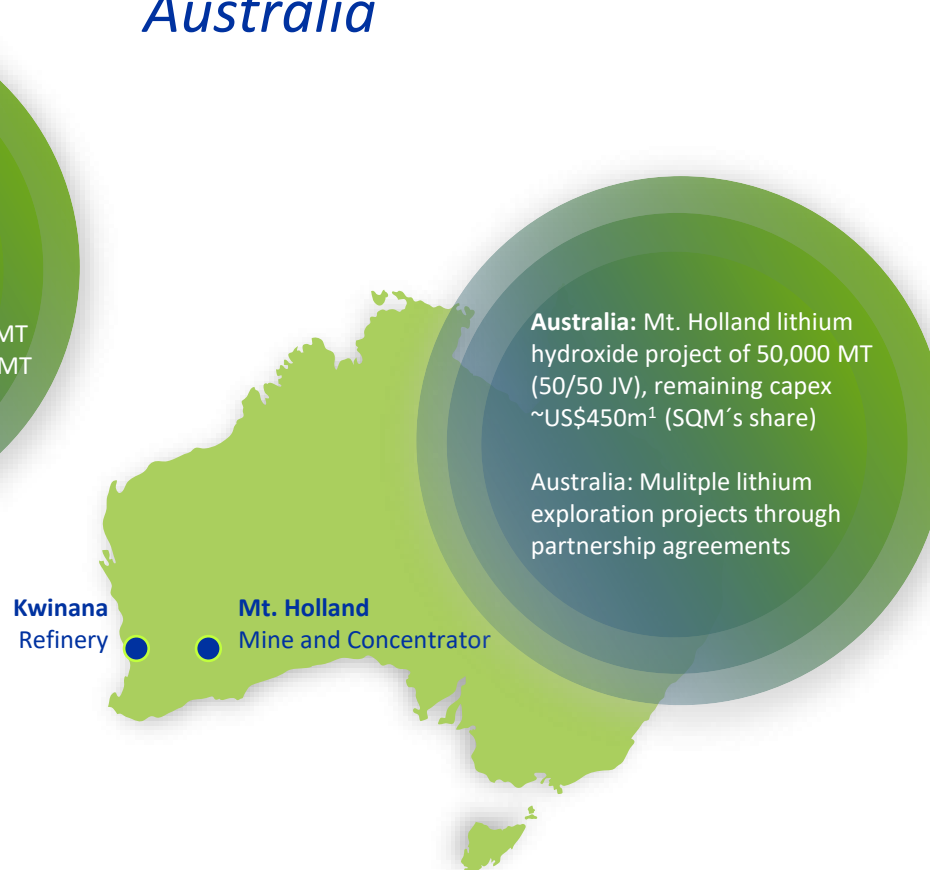 Australia
MT
MT
Australia: Mt. Holland lithium
hydroxide project of 50,000 MT
(50/50 JV), remaining capex
~US$450m¹ (SQM´s share)
Australia: Mulitple lithium
exploration projects through
partnership agreements
Kwinana
Refinery
Mt. Holland
Mine and Concentrator